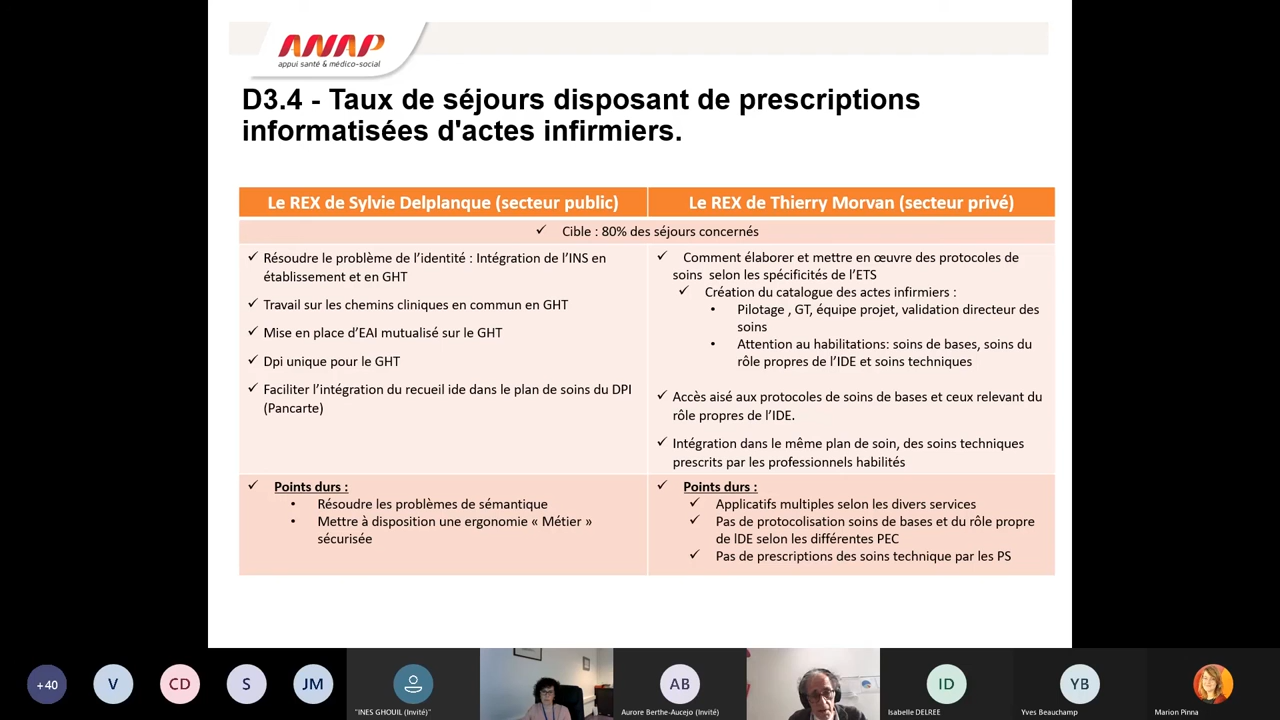 ANAP
appui santé & médico-social
D3.4 - Taux de séjours disposant de prescriptions
informatisées d'actes infirmiers.
Le REX de Sylvie Delplanque (secteur public)
Le REX de Thierry Morvan (secteur privé)
✓ Cible : 80% des séjours concernés
✓ Résoudre le problème de l'identité : Intégration de l'INS en
établissement et en GHT
✓ Travail sur les chemins cliniques en commun en GHT
✓ Mise en place d'EAI mutualisé sur le GHT
✓ Dpi unique pour le GHT
✓ Faciliter l'intégration du recueil ide dans le plan de soins du DPI
(Pancarte)
✓ Comment élaborer et mettre en œuvre des protocoles de
soins selon les spécificités de l'ETS
✓ Création du catalogue des actes infirmiers :
• Pilotage , GT, équipe projet, validation directeur des
soins
• Attention au habilitations: soins de bases, soins du
rôle propres de l'IDE et soins techniques
✓ Accès aisé aux protocoles de soins de bases et ceux relevant du
rôle propres de l'IDE.
✓ Intégration dans le même plan de soin, des soins techniques
prescrits par les professionnels habilités
✓ Points durs :
• Résoudre les problèmes de sémantique
• Mettre à disposition une ergonomie « Métier »
sécurisée
✓ Points durs :
✓ Applicatifs multiples selon les divers services
✓ Pas de protocolisation soins de bases et du rôle propre
de IDE selon les différentes PEC
✓ Pas de prescriptions des soins technique par les PS
+40
V
CD
S
JM
"INES GHOUIL (Invité)"
AB
Aurore Berthe-Aucejo (Invité)
ID
Isabelle DELREE
YB
Yves Beauchamp
Marion Pinna